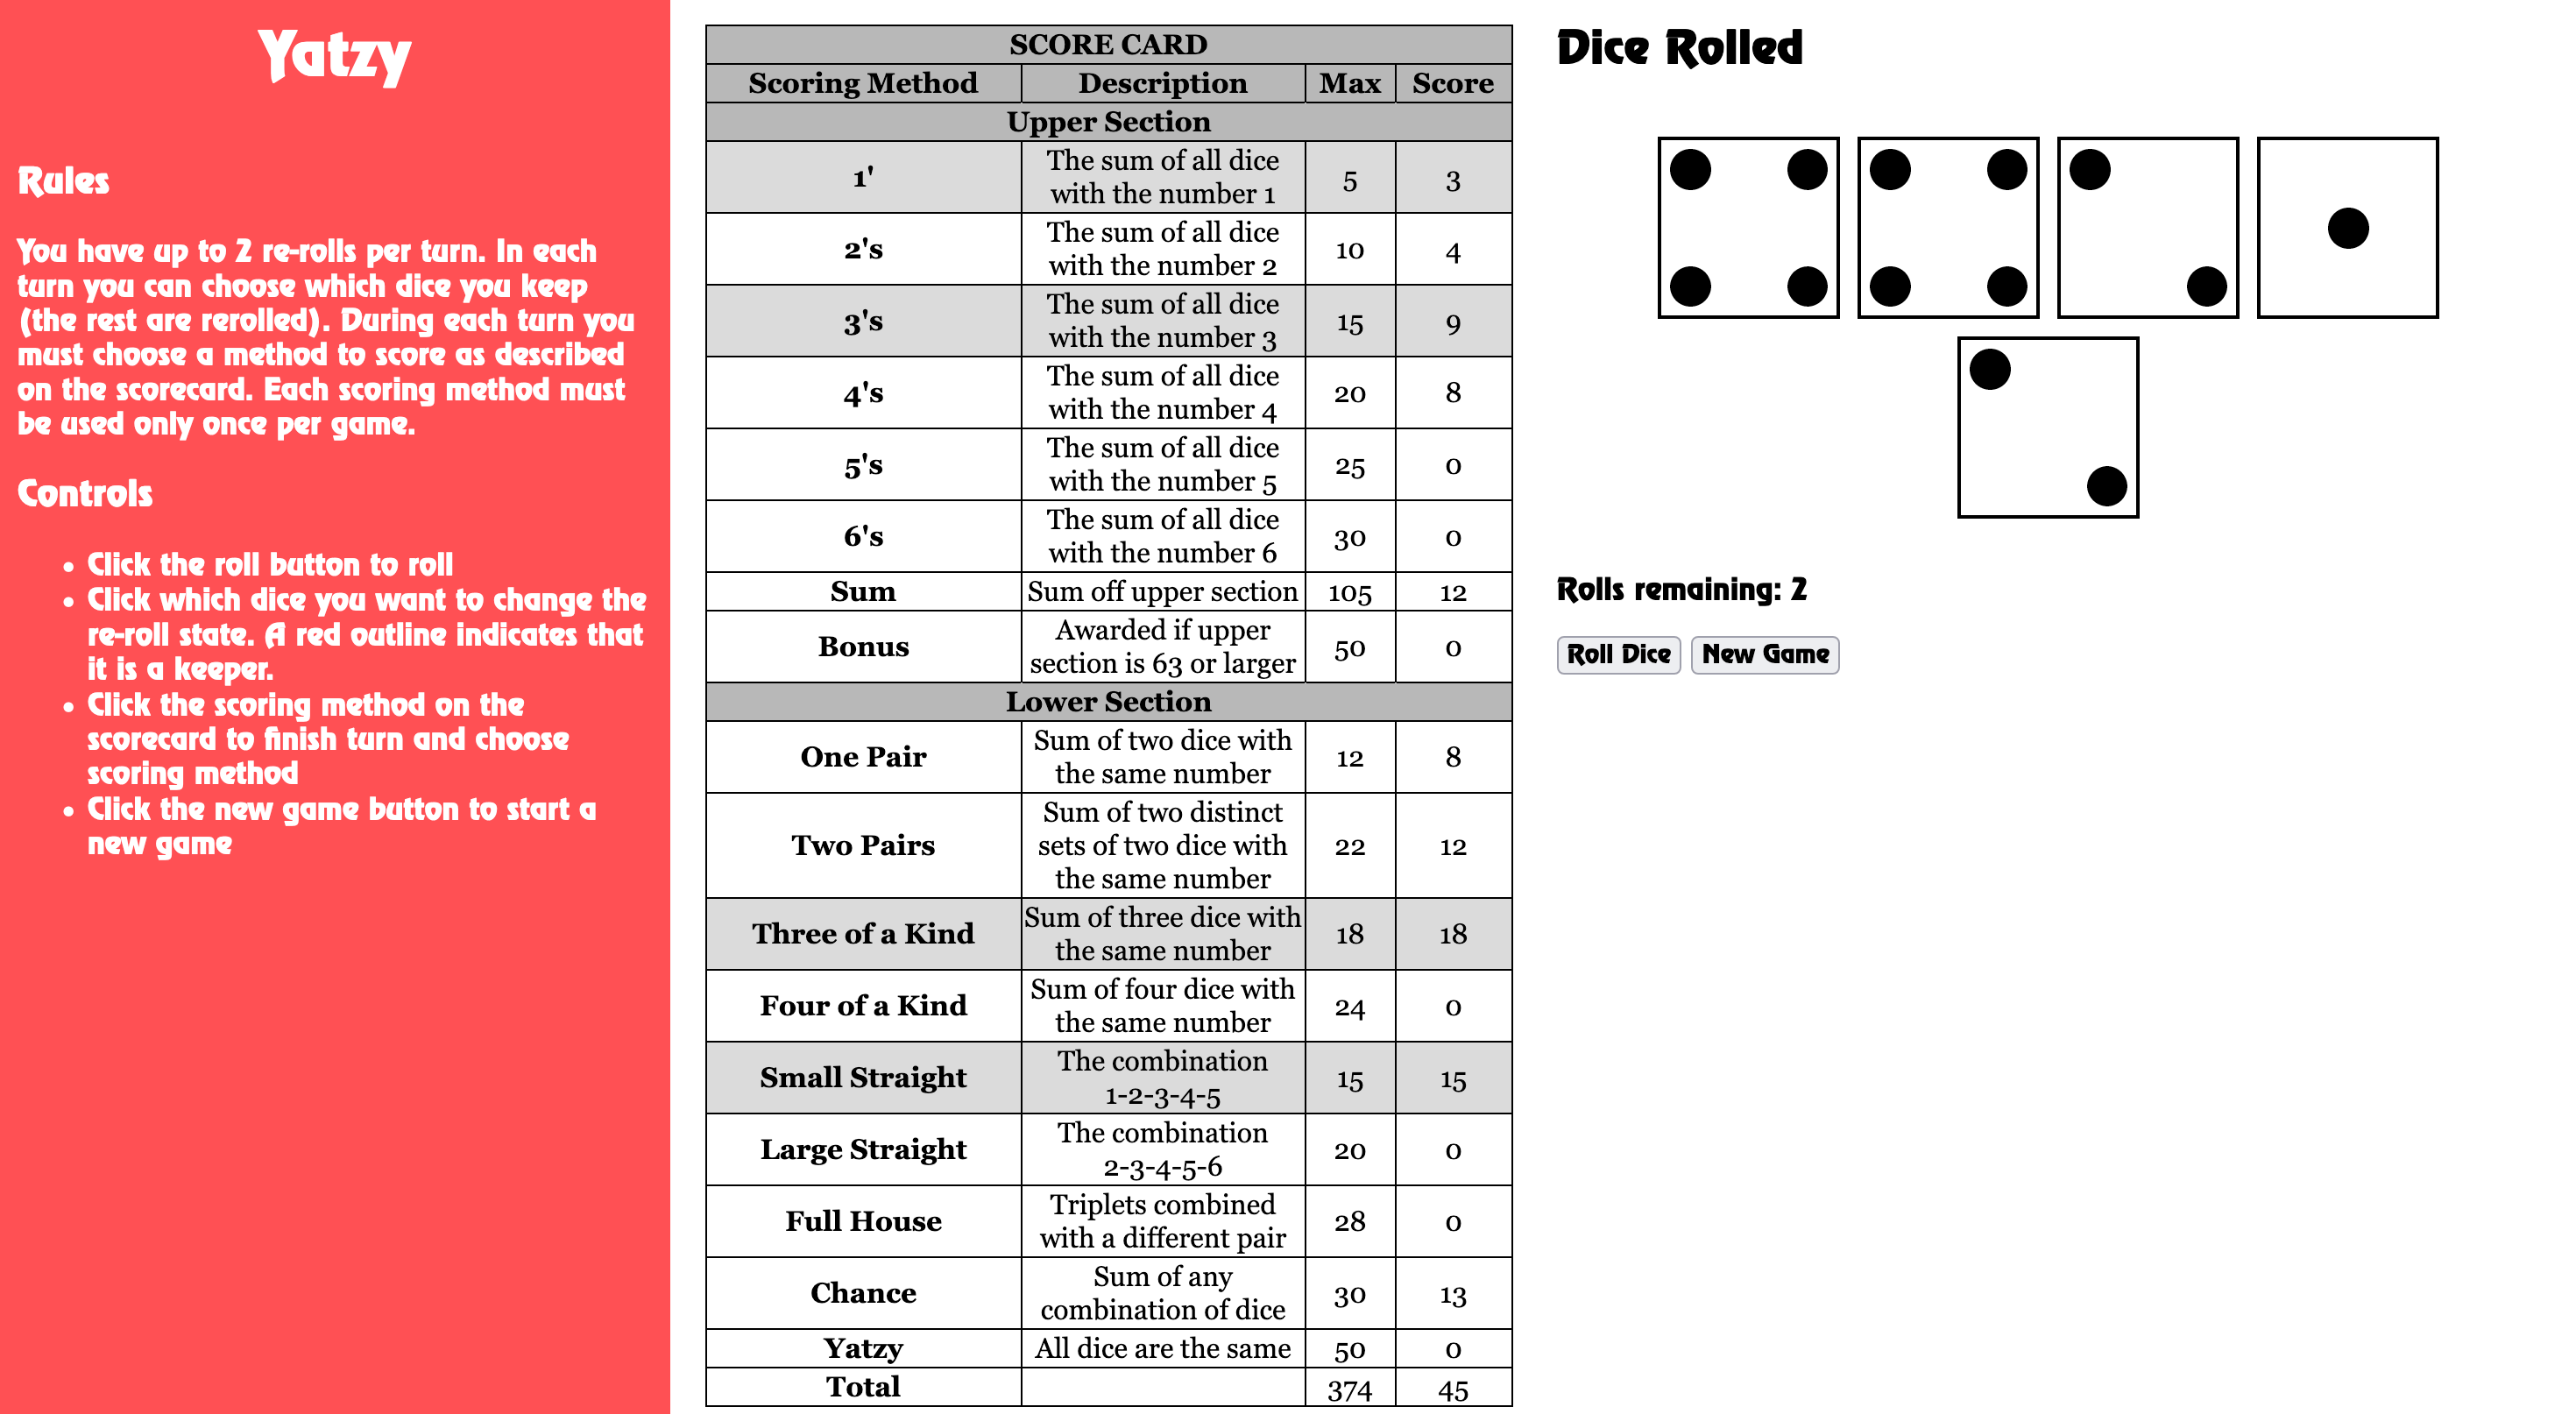 Yatzy
Rules
You have up to 2 re-rolls per turn. In each
turn you can choose which dice you keep
(the rest are rerolled). During each turn you
must choose a method to score as described
on the scorecard. Each scoring method must
be used only once per game.
Controls
• Click the roll button to roll
• Click which dice you want to change the
re-roll state. A red outline indicates that
it is a keeper.
• Click the scoring method on the
scorecard to finish turn and choose
scoring method
• Click the new game button to start a
new game
SCORE CARD
Scoring Method Description Max Score
Upper Section
1' The sum of all dice with the number 1 5 3
2's The sum of all dice with the number 2 10 4
3's The sum of all dice with the number 3 15 9
4's The sum of all dice with the number 4 20 8
5's The sum of all dice with the number 5 25 0
6's The sum of all dice with the number 6 30 0
Sum Sum off upper section 105 12
Bonus Awarded if upper section is 63 or larger 50 0
Lower Section
One Pair Sum of two dice with the same number 12 8
Two Pairs Sum of two distinct sets of two dice with the same number 22 12
Three of a Kind Sum of three dice with the same number 18 18
Four of a Kind Sum of four dice with the same number 24 0
Small Straight The combination 1-2-3-4-5 15 15
Large Straight The combination 2-3-4-5-6 20 0
Full House Triplets combined with a different pair 28 0
Chance Sum of any combination of dice 30 13
Yatzy All dice are the same 50 0
Total 374 45
Dice Rolled
Rolls remaining: 2
Roll Dice New Game